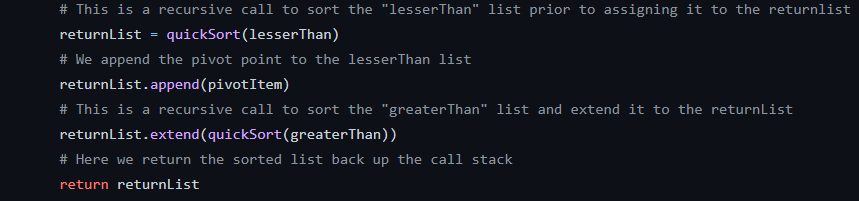 # This is a recursive call to sort the "lesserThan" list prior to assigning it to the returnlist
returnList = quickSort(lesserThan)
# We append the pivot point to the lesserThan list
returnList.append(pivotItem)
# This is a recursive call to sort the "greaterThan" list and extend it to the returnList
returnList.extend(quickSort(greaterThan))
# Here we return the sorted list back up the call stack
return returnList